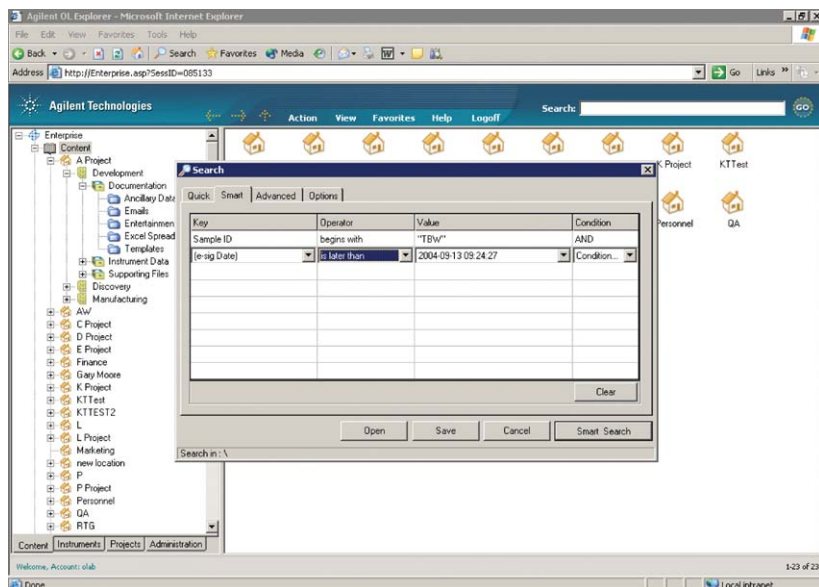 Agilent OL Explorer - Microsoft Internet Explorer
File Edit View Favorites Tools Help
Back Search Favorites Media
Address http://Enterprise.asp?SessID=085133 Go Links »
Agilent Technologies
Action View Favorites Help Logoff Search: GO
Enterprise
Content
A Project
Development
Documentation
Ancillary Data
Emails
Entertainmen
Excel Spread
Templates
Instrument Data
Supporting Files
Discovery
Manufacturing
AW
C Project
D Project
E Project
Finance
Gary Moore
K Project
KTTest
KTTEST2
L
L Project
Marketing
new location
P
P Project
Personnel
QA
RTG
Content Instruments Projects Administration
K Project KTTest
Personnel QA
Search
Quick Smart Advanced Options
Key Operator Value Condition
Sample ID begins with "TBW" AND
(e-sig Date) is later than 2004-09-13 09:24:27 Condition...
Clear
Open Save Cancel Smart Search
Search in : \
Welcome, Account: olab 1-23 of 23
Done Local intranet